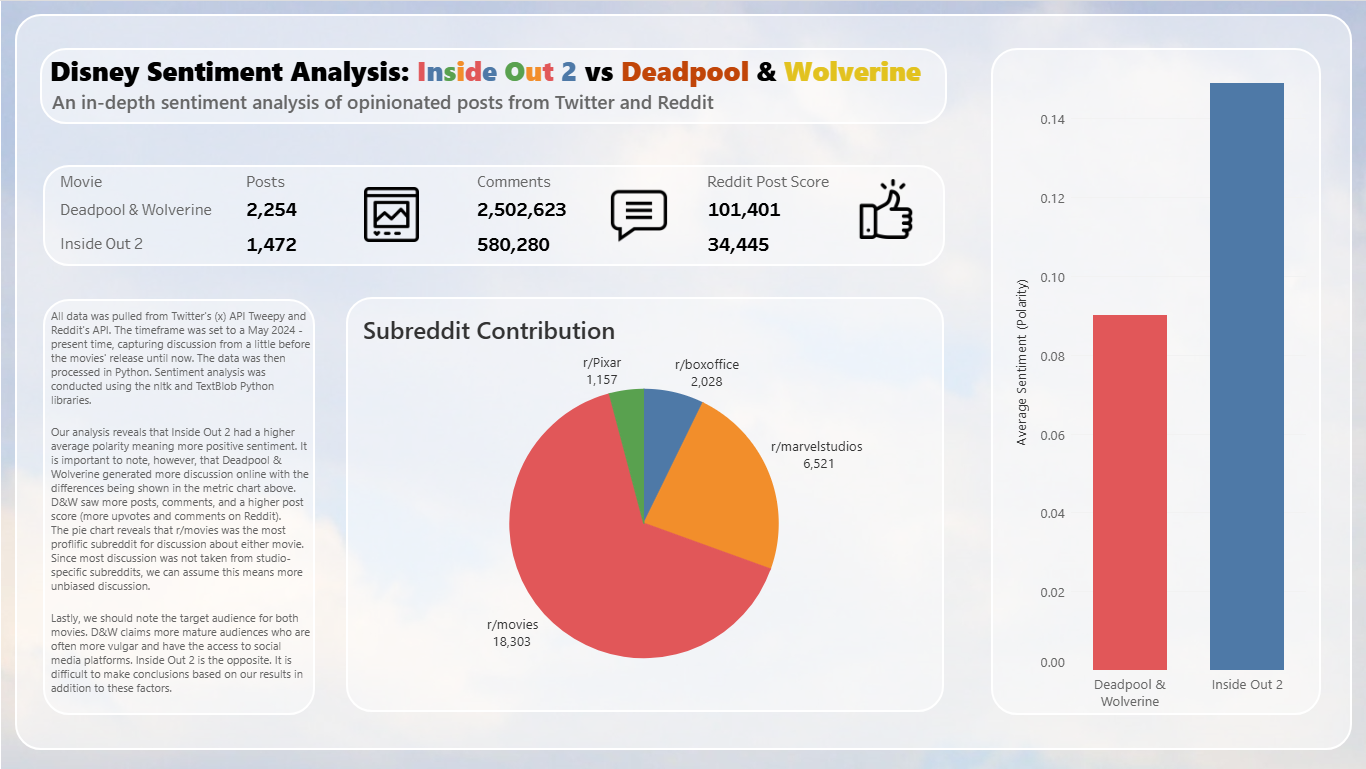 Disney Sentiment Analysis: Inside Out 2 vs Deadpool & Wolverine
An in-depth sentiment analysis of opinionated posts from Twitter and Reddit
Movie Posts Comments Reddit Post Score
Deadpool & Wolverine 2,254 2,502,623 101,401
Inside Out 2 1,472 580,280 34,445
All data was pulled from Twitter's (x) API Tweepy and
Reddit's API. The timeframe was set to a May 2024 -
present time, capturing discussion from a little before
the movies' release until now. The data was then
processed in Python. Sentiment analysis was
conducted using the nltk and TextBlob Python
libraries.
Our analysis reveals that Inside Out 2 had a higher
average polarity meaning more positive sentiment. It
is important to note, however, that Deadpool &
Wolverine generated more discussion online with the
differences being shown in the metric chart above.
D&W saw more posts, comments, and a higher post
score (more upvotes and comments on Reddit).
The pie chart reveals that r/movies was the most
proflific subreddit for discussion about either movie.
Since most discussion was not taken from studio-
specific subreddits, we can assume this means more
unbiased discussion.
Lastly, we should note the target audience for both
movies. D&W claims more mature audiences who are
often more vulgar and have the access to social
media platforms. Inside Out 2 is the opposite. It is
difficult to make conclusions based on our results in
addition to these factors.
Subreddit Contribution
r/Pixar
1,157
r/boxoffice
2,028
r/marvelstudios
6,521
r/movies
18,303
Average Sentiment (Polarity)
0.14
0.12
0.10
0.08
0.06
0.04
0.02
0.00
Deadpool &
Wolverine
Inside Out 2